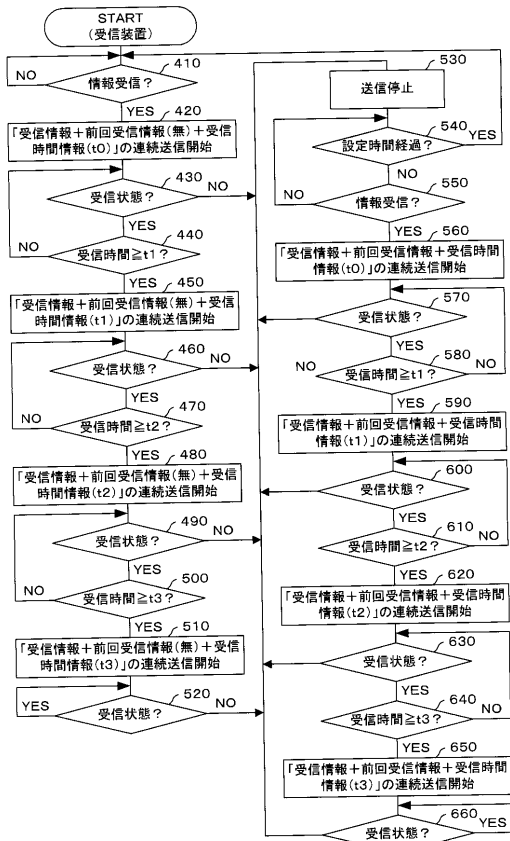 START
(受信装置)
410
情報受信?
NO
YES
420
「受信情報+前回受信情報(無)+受信
時間情報(t0)」の連続送信開始
430
受信状態?
NO
YES
440
受信時間≧t1?
NO
YES
450
「受信情報+前回受信情報(無)+受信
時間情報(t1)」の連続送信開始
460
受信状態?
NO
YES
470
受信時間≧t2?
NO
YES
480
「受信情報+前回受信情報(無)+受信
時間情報(t2)」の連続送信開始
490
受信状態?
NO
YES
500
受信時間≧t3?
NO
YES
510
「受信情報+前回受信情報(無)+受信
時間情報(t3)」の連続送信開始
520
受信状態?
YES
NO
530
送信停止
540
設定時間経過?
YES
NO
550
情報受信?
NO
YES
560
「受信情報+前回受信情報+受信時間
情報(t0)」の連続送信開始
570
受信状態?
NO
YES
580
受信時間≧t1?
NO
YES
590
「受信情報+前回受信情報+受信時間
情報(t1)」の連続送信開始
600
受信状態?
YES
610
受信時間≧t2?
NO
YES
620
「受信情報+前回受信情報+受信時間
情報(t2)」の連続送信開始
630
受信状態?
YES
640
受信時間≧t3?
NO
YES
650
「受信情報+前回受信情報+受信時間
情報(t3)」の連続送信開始
660
受信状態?
YES